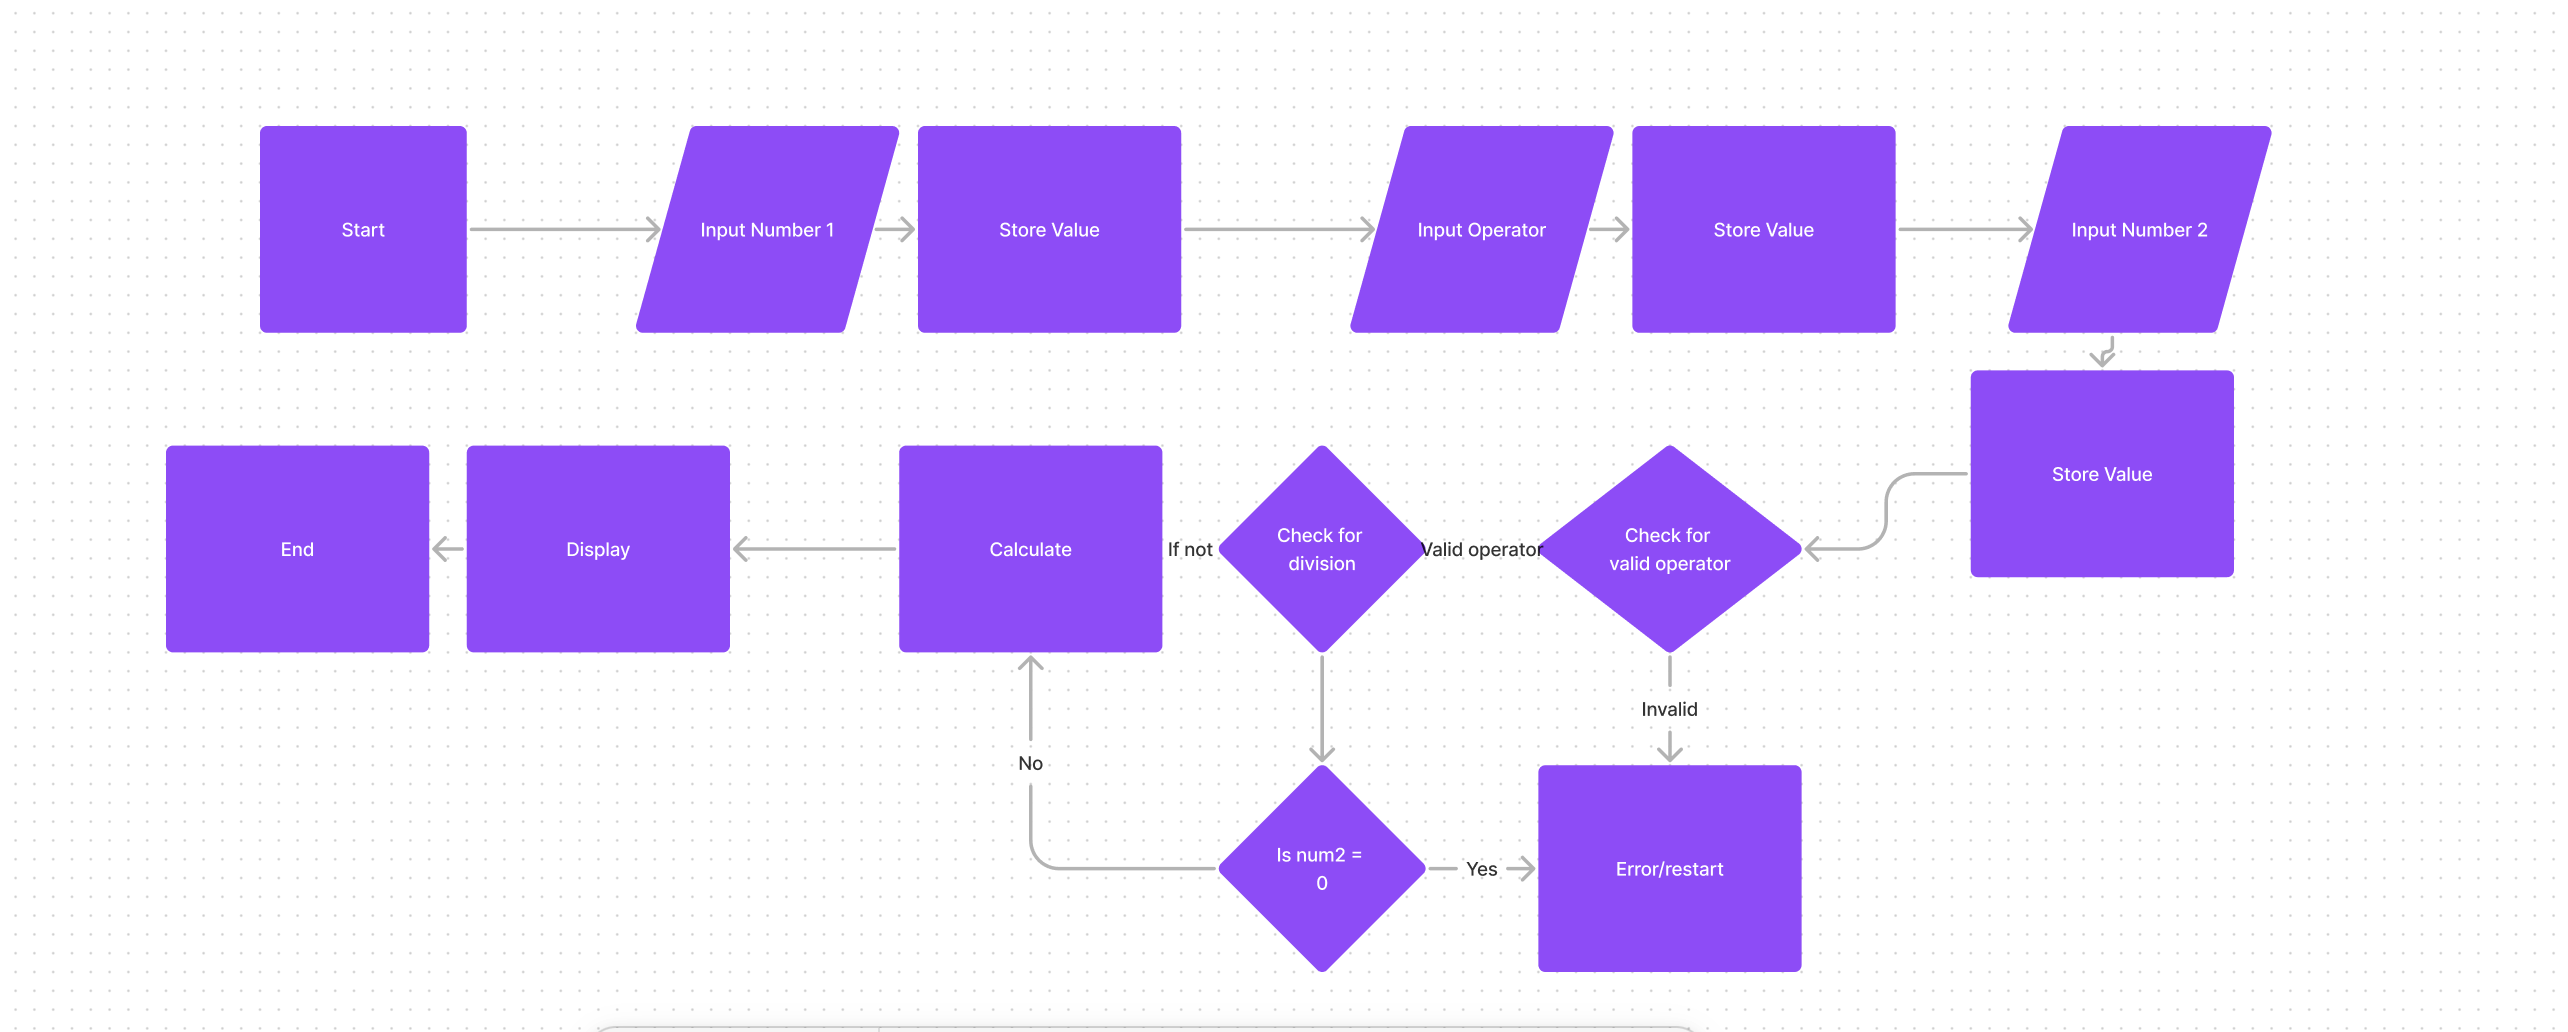 Start
Input Number 1
Store Value
Input Operator
Store Value
Input Number 2
Store Value
Check for
valid operator
Valid operator
Check for
division
If not
Calculate
Display
End
Invalid
No
Is num2 =
0
Yes
Error/restart